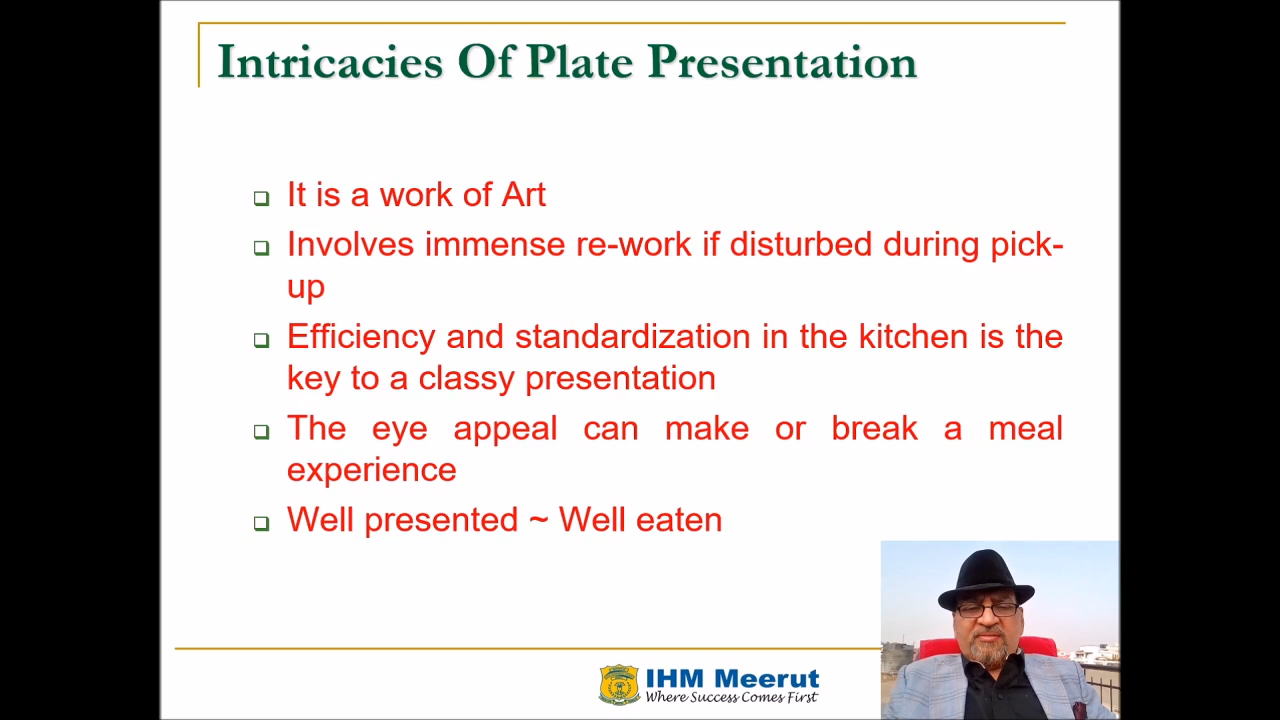 Intricacies Of Plate Presentation
It is a work of Art
Involves immense re-work if disturbed during pick-
up
Efficiency and standardization in the kitchen is the
key to a classy presentation
The eye appeal can make or break a meal
experience
Well presented ~ Well eaten
IHM Meerut
Where Success Comes First